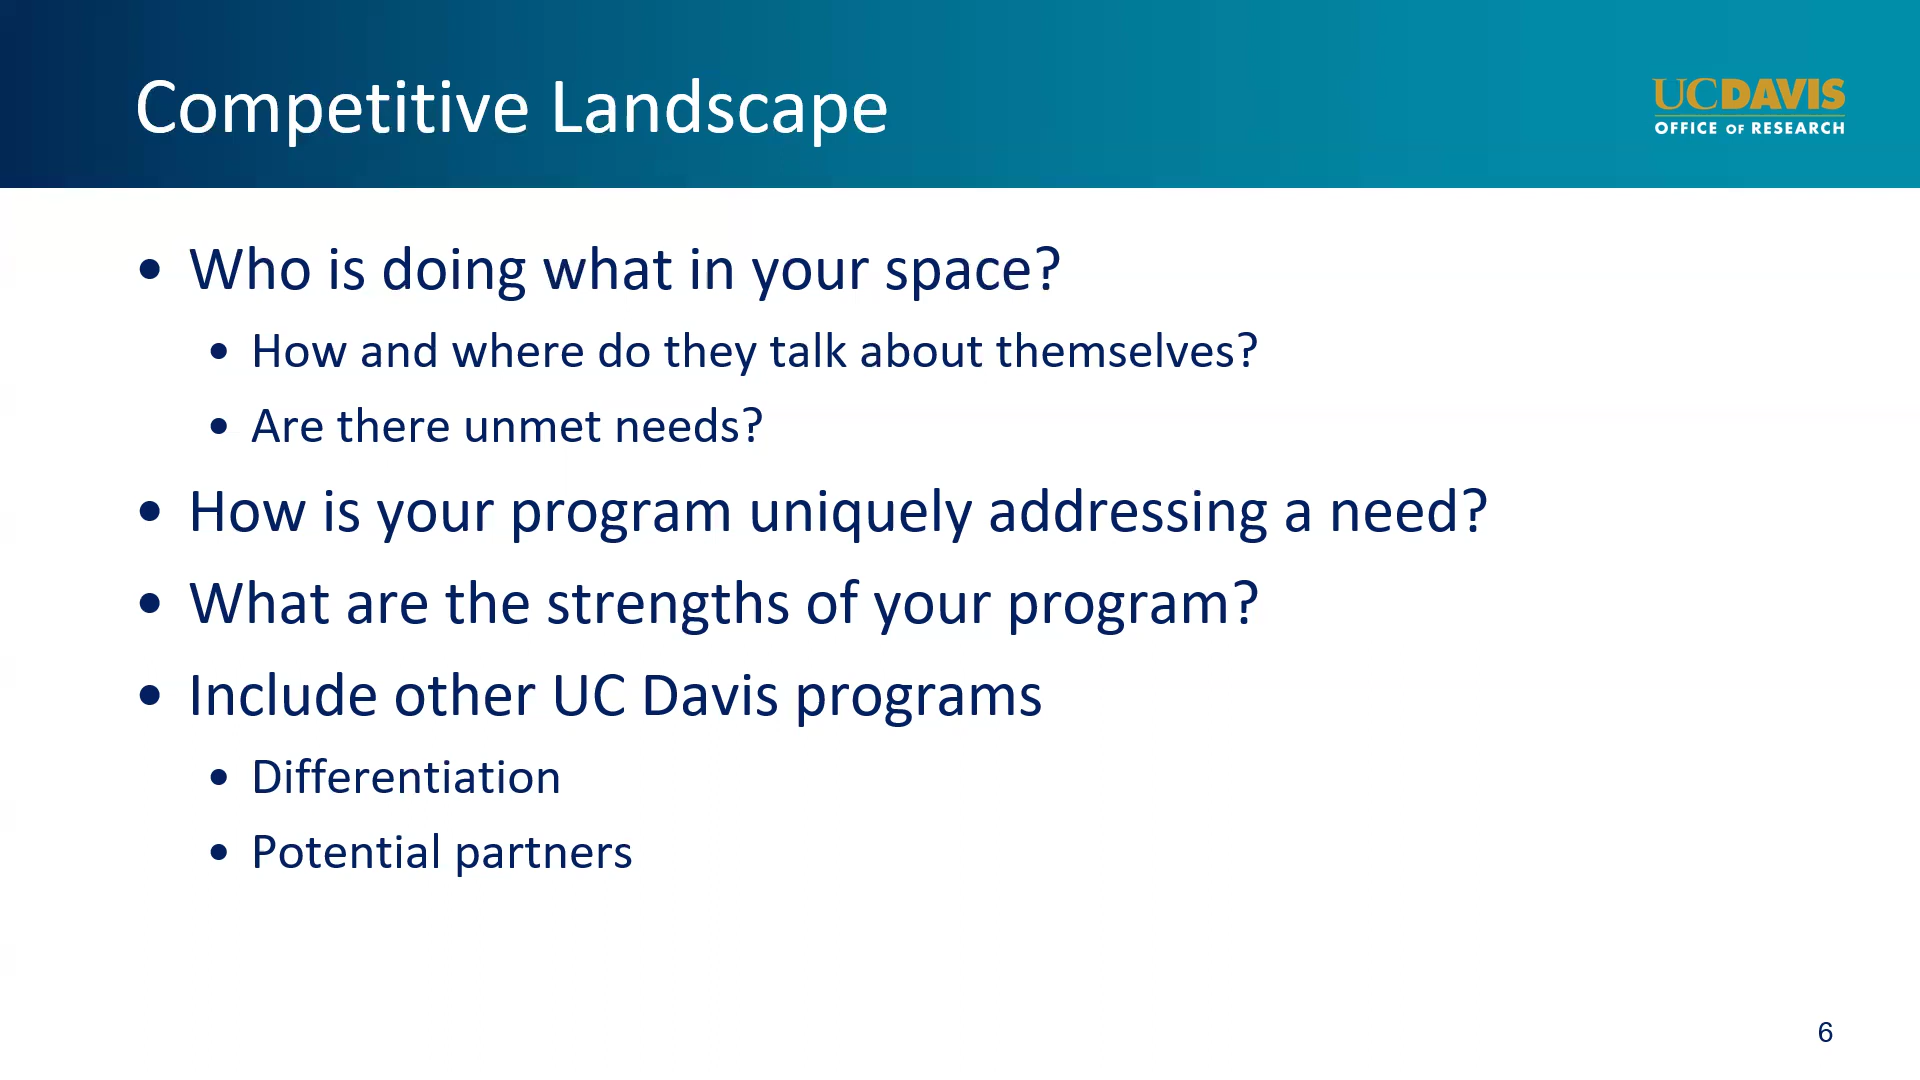 Competitive Landscape
UCDAVIS
OFFICE OF RESEARCH
• Who is doing what in your space?
• How and where do they talk about themselves?
• Are there unmet needs?
• How is your program uniquely addressing a need?
• What are the strengths of your program?
• Include other UC Davis programs
• Differentiation
• Potential partners
6